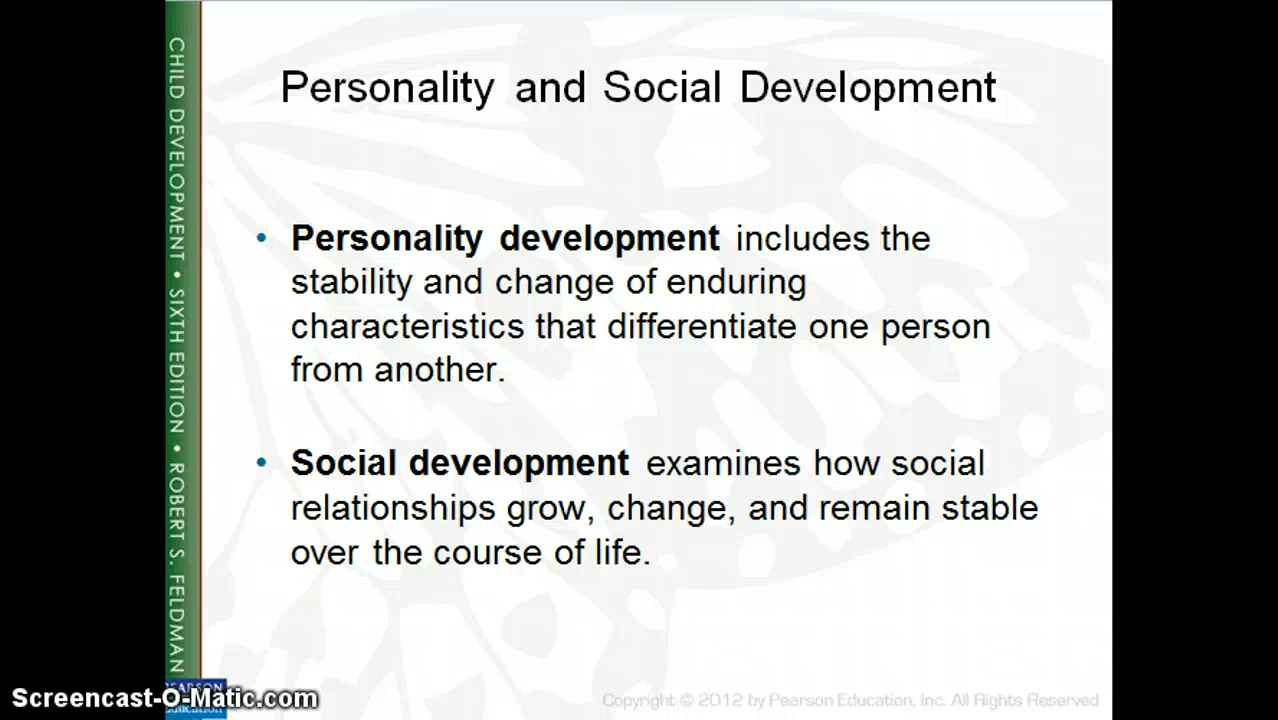 Personality and Social Development
• Personality development includes the
stability and change of enduring
characteristics that differentiate one person
from another.
• Social development examines how social
relationships grow, change, and remain stable
over the course of life.
CHILD DEVELOPMENT • SIXTH EDITION • ROBERT S. FELDMAN
PEARSON
Education
Screencast-O-Matic.com
Copyright © 2012 by Pearson Education, Inc. All Rights Reserved